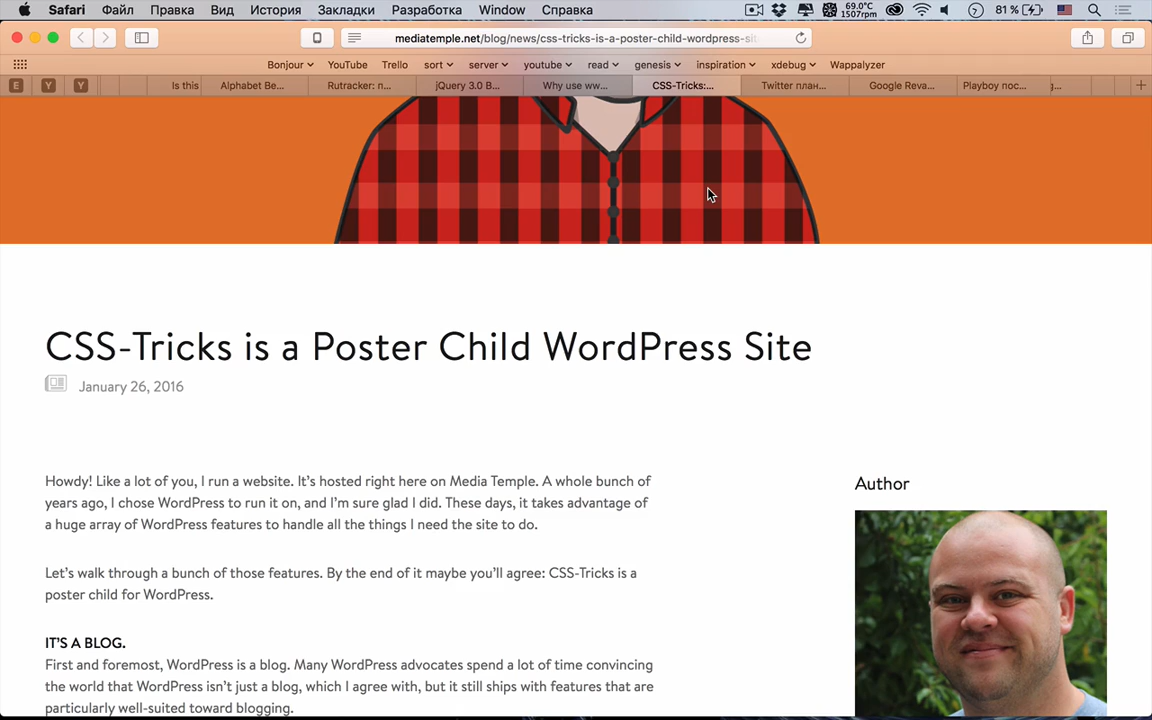 Safari Файл Правка Вид История Закладки Разработка Window Справка 69.0°C 1507rpm 81 %
mediatemple.net/blog/news/css-tricks-is-a-poster-child-wordpress-sit
Bonjour YouTube Trello sort server youtube read genesis inspiration xdebug Wappalyzer
E Y Y Is this Alphabet Be... Rutracker: п... jQuery 3.0 B... Why use ww... CSS-Tricks:... Twitter план... Google Reva... Playboy пос...
CSS-Tricks is a Poster Child WordPress Site
January 26, 2016
Howdy! Like a lot of you, I run a website. It's hosted right here on Media Temple. A whole bunch of
years ago, I chose WordPress to run it on, and I'm sure glad I did. These days, it takes advantage of
a huge array of WordPress features to handle all the things I need the site to do.
Let's walk through a bunch of those features. By the end of it maybe you'll agree: CSS-Tricks is a
poster child for WordPress.
IT'S A BLOG.
First and foremost, WordPress is a blog. Many WordPress advocates spend a lot of time convincing
the world that WordPress isn't just a blog, which I agree with, but it still ships with features that are
particularly well-suited toward blogging.
Author